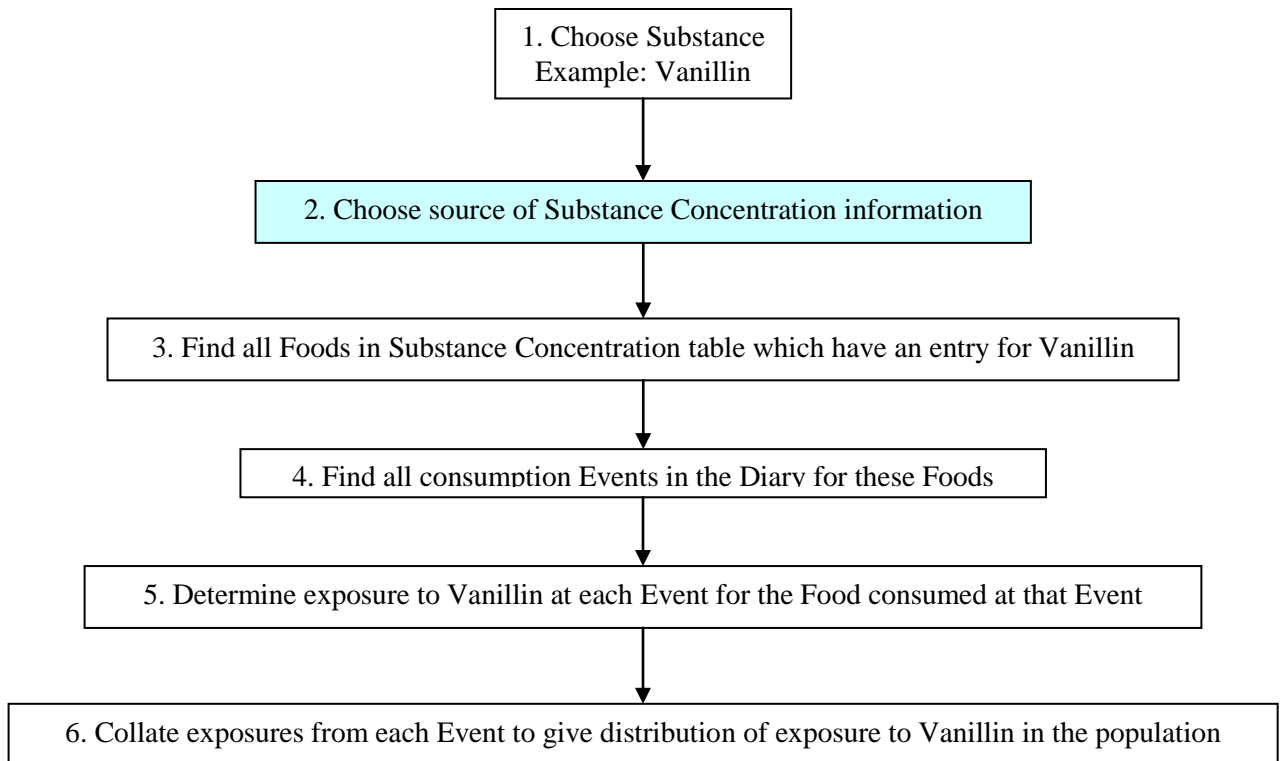 1. Choose Substance
Example: Vanillin
2. Choose source of Substance Concentration information
3. Find all Foods in Substance Concentration table which have an entry for Vanillin
4. Find all consumption Events in the Diary for these Foods
5. Determine exposure to Vanillin at each Event for the Food consumed at that Event
6. Collate exposures from each Event to give distribution of exposure to Vanillin in the population